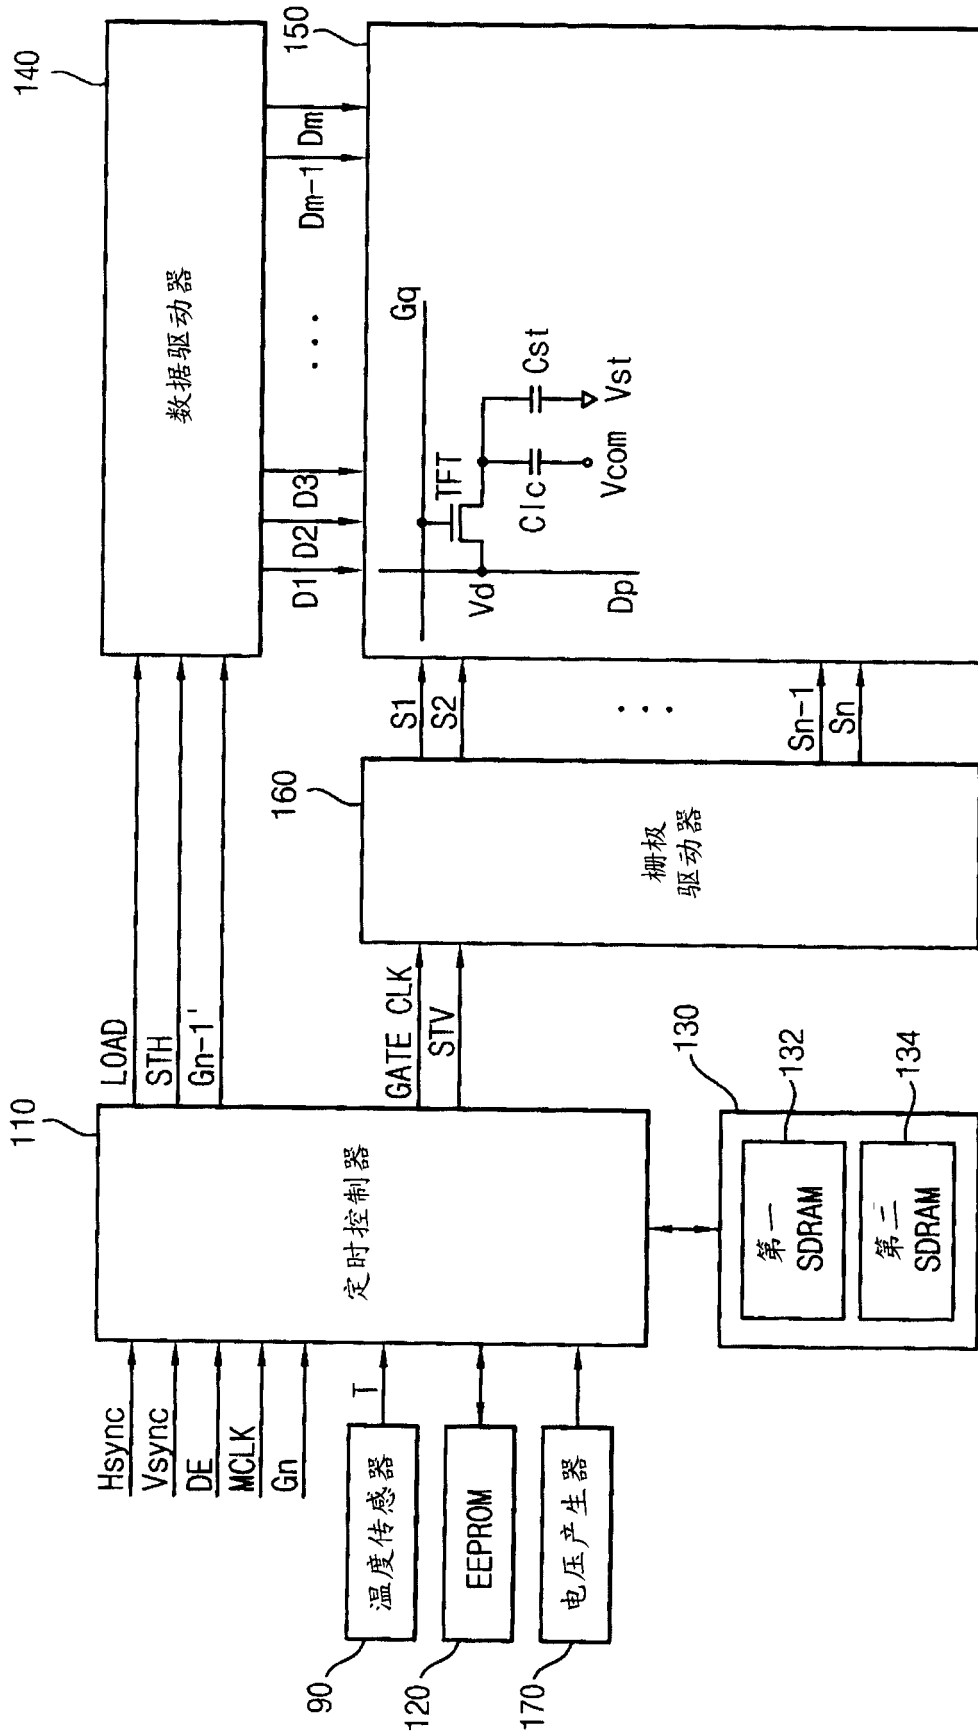 140
数据驱动器
D1
D2
D3
...
Dm-1
Dm
150
Gq
TFT
Vd
Clc
Cst
Vcom
Vst
Dp
S1
S2
...
Sn-1
Sn
160
栅极
驱动器
LOAD
STH
Gn-1'
GATE CLK
STV
110
定时控制器
130
132
第一
SDRAM
134
第二
SDRAM
Hsync
Vsync
DE
MCLK
Gn
T
温度传感器
90
EEPROM
120
电压产生器
170